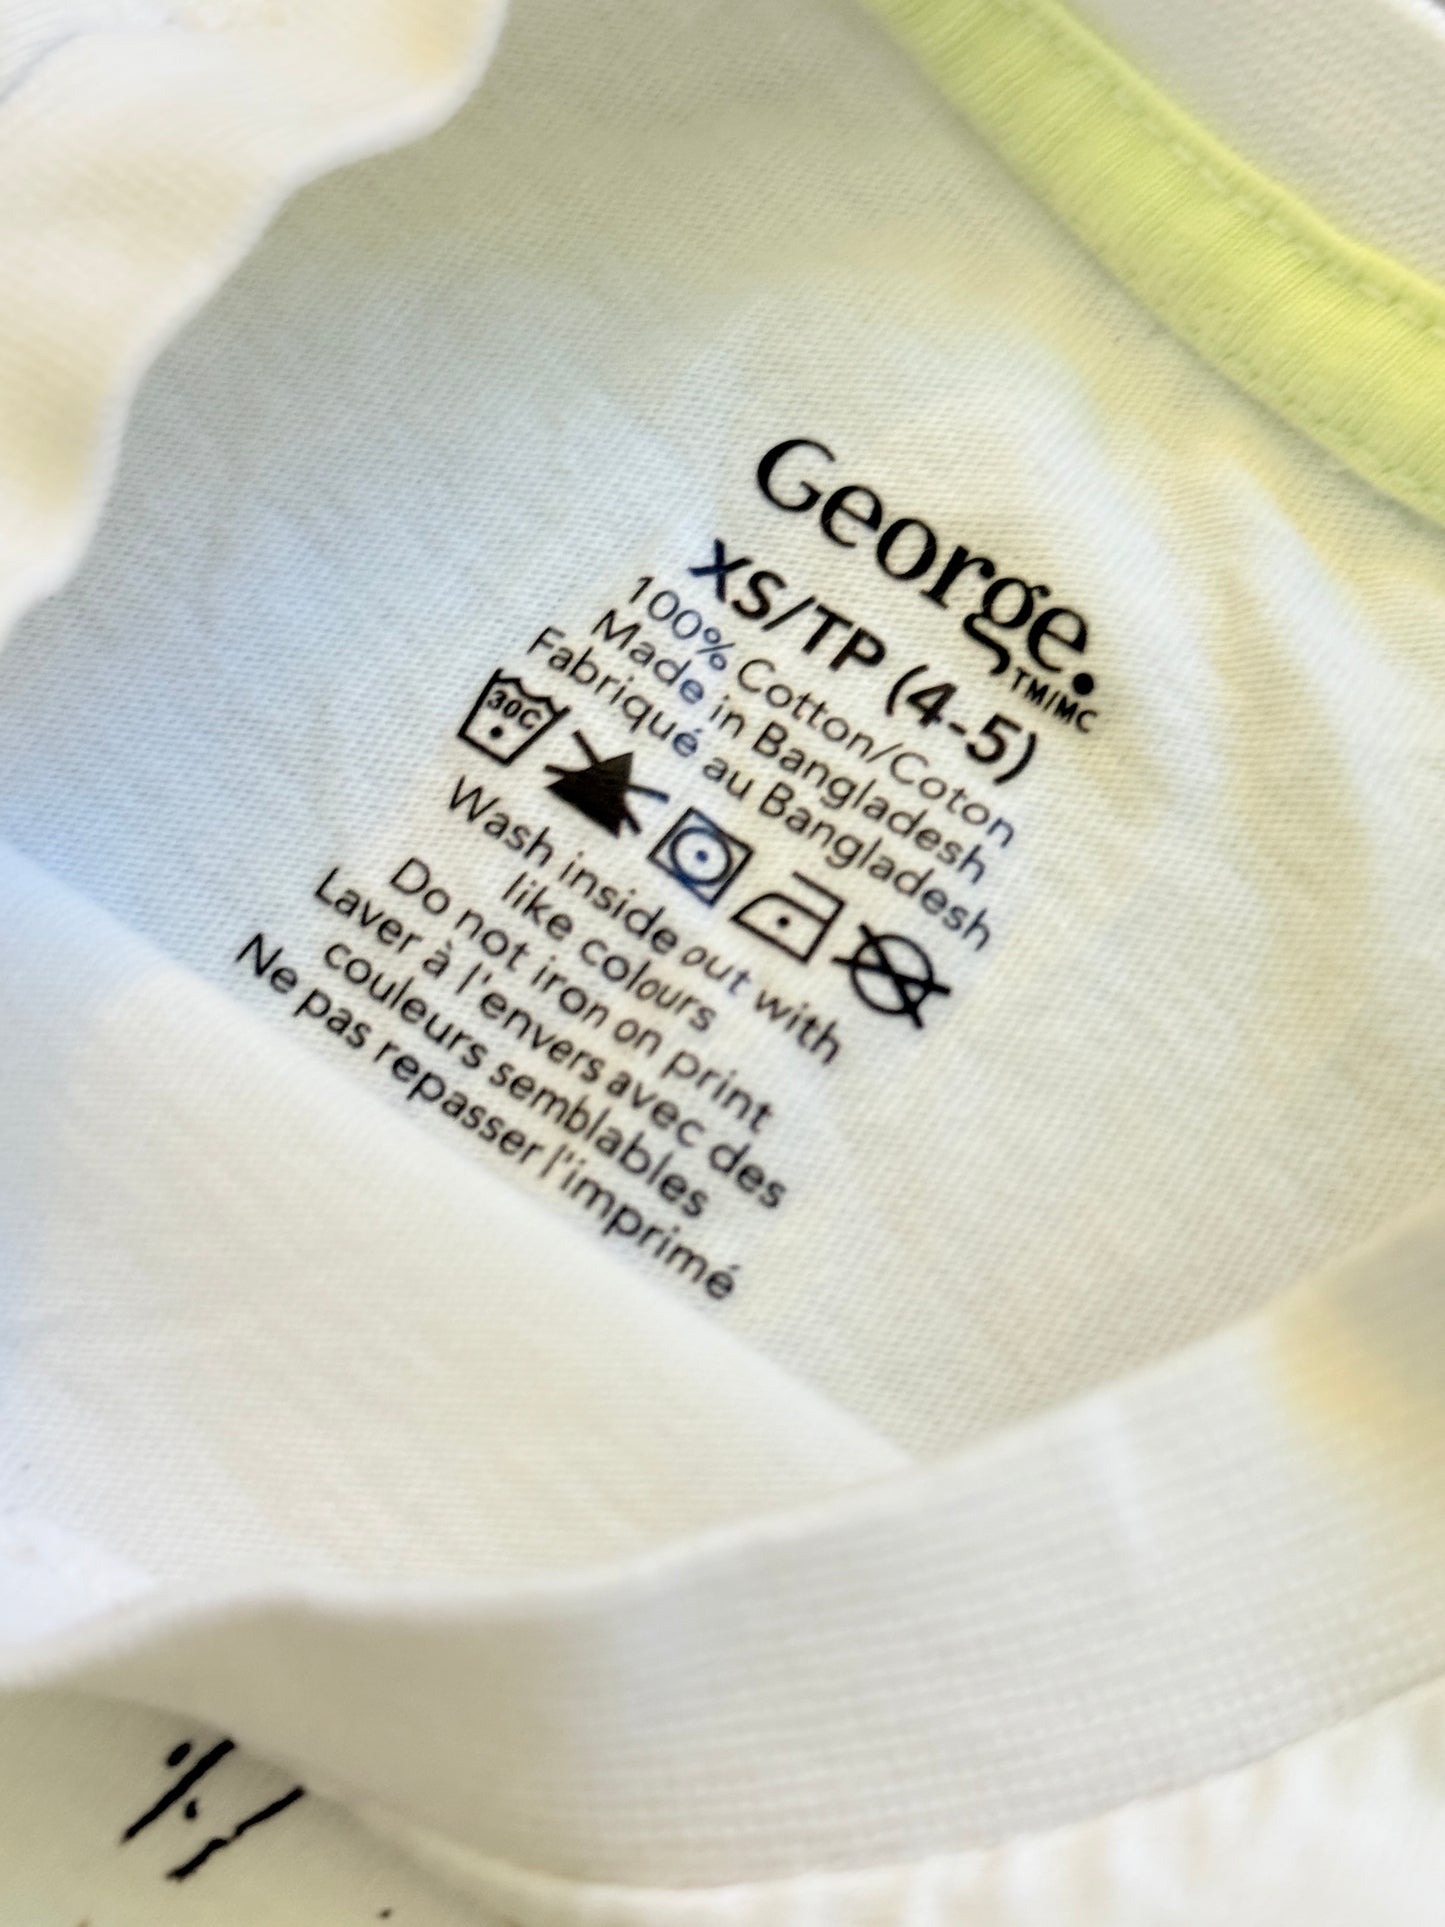 George.
TM/MC
XS/TP (4-5)
100% Cotton/Coton
Made in Bangladesh
Fabriqué au Bangladesh
30C
Wash inside out with
like colours
Do not iron on print
Laver à l'envers avec des
couleurs semblables
Ne pas repasser l'imprimé